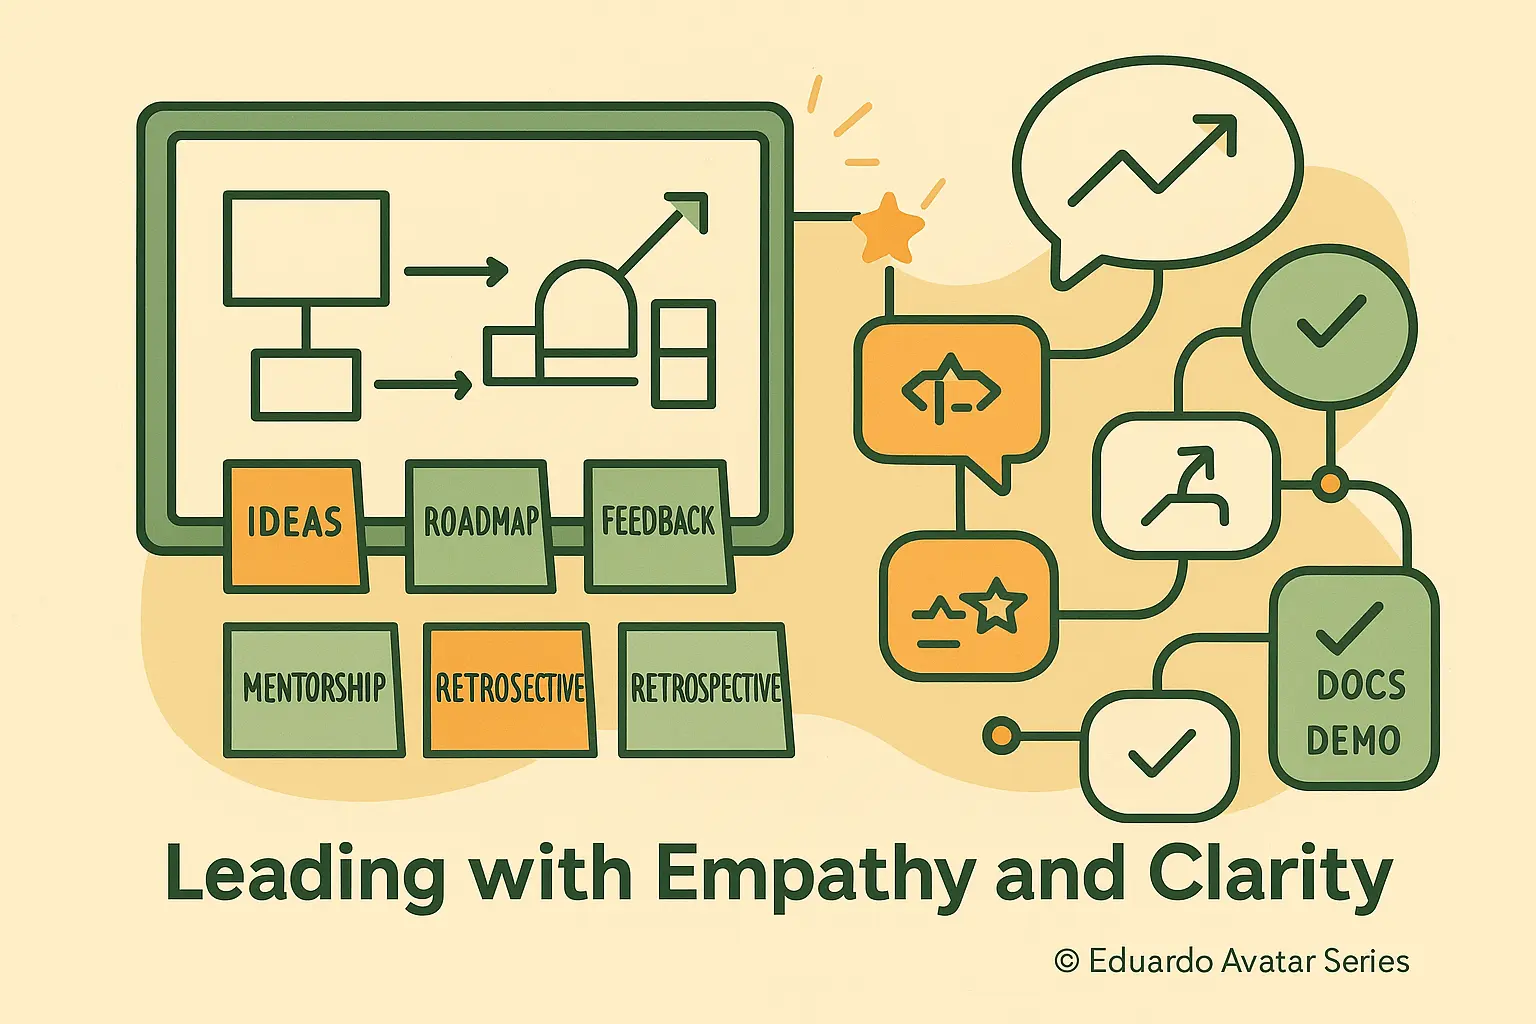 IDEAS
ROADMAP
FEEDBACK
MENTORSHIP
RETROSECTIVE
RETROSPECTIVE
DOCS
DEMO
Leading with Empathy and Clarity
© Eduardo Avatar Series